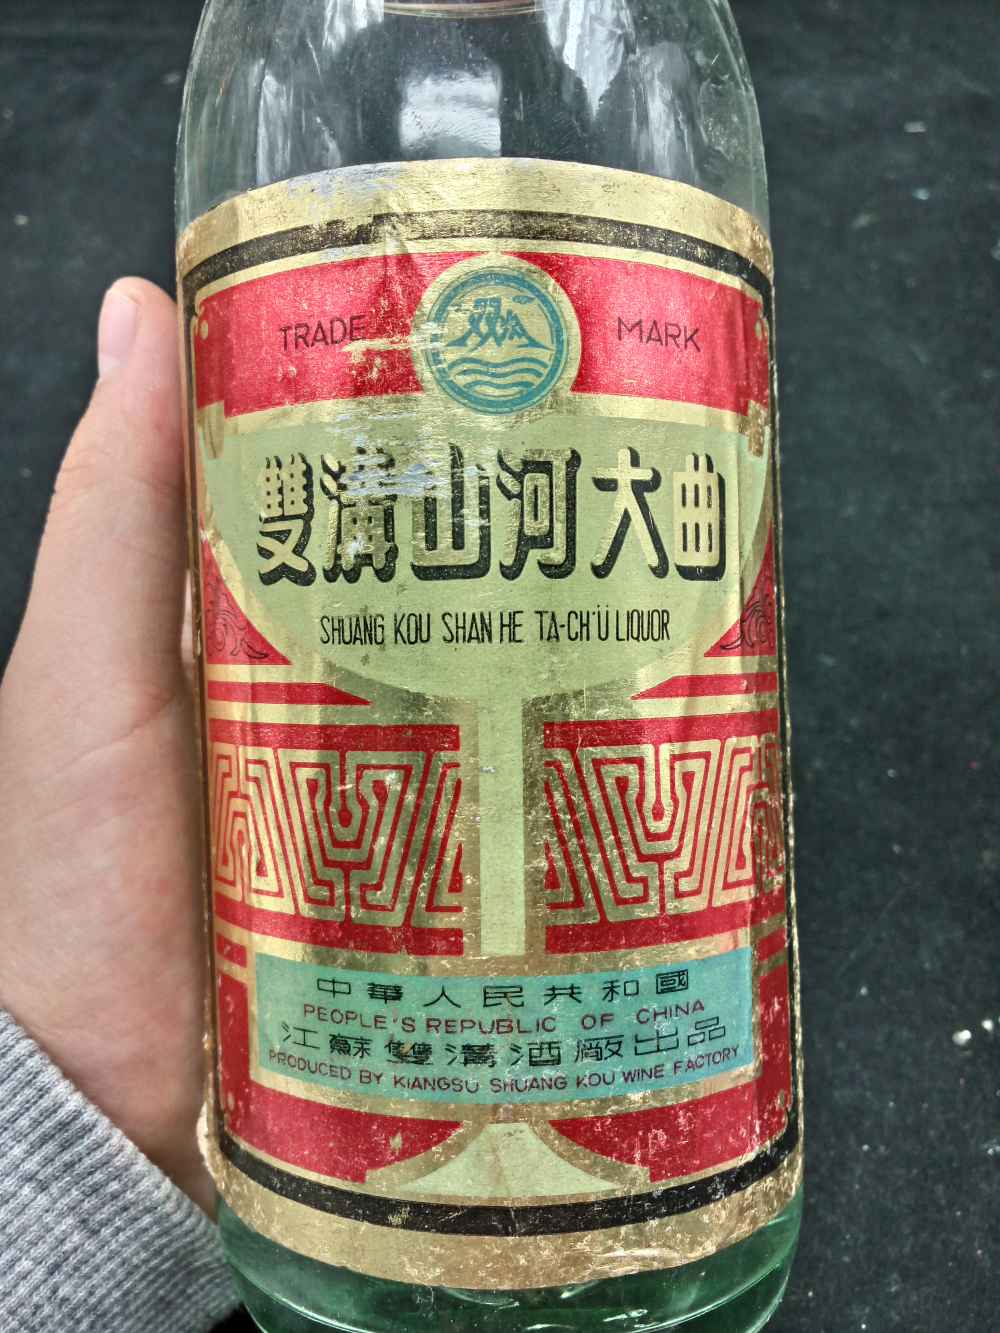 TRADE MARK
双沟
雙溝山河大曲
SHUANG KOU SHAN HE TA-CH'Ü LIQUOR
中華人民共和國
PEOPLE'S REPUBLIC OF CHINA
江蘇雙溝酒廠出品
PRODUCED BY KIANGSU SHUANG KOU WINE FACTORY